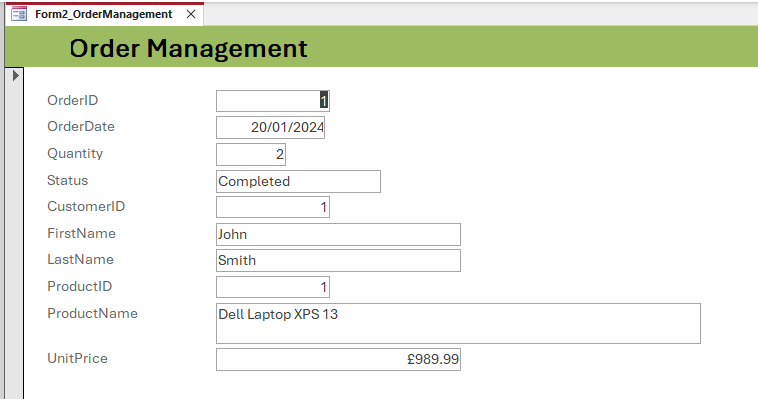 Form2_OrderManagement
Order Management
OrderID 1
OrderDate 20/01/2024
Quantity 2
Status Completed
CustomerID 1
FirstName John
LastName Smith
ProductID 1
ProductName Dell Laptop XPS 13
UnitPrice £989.99